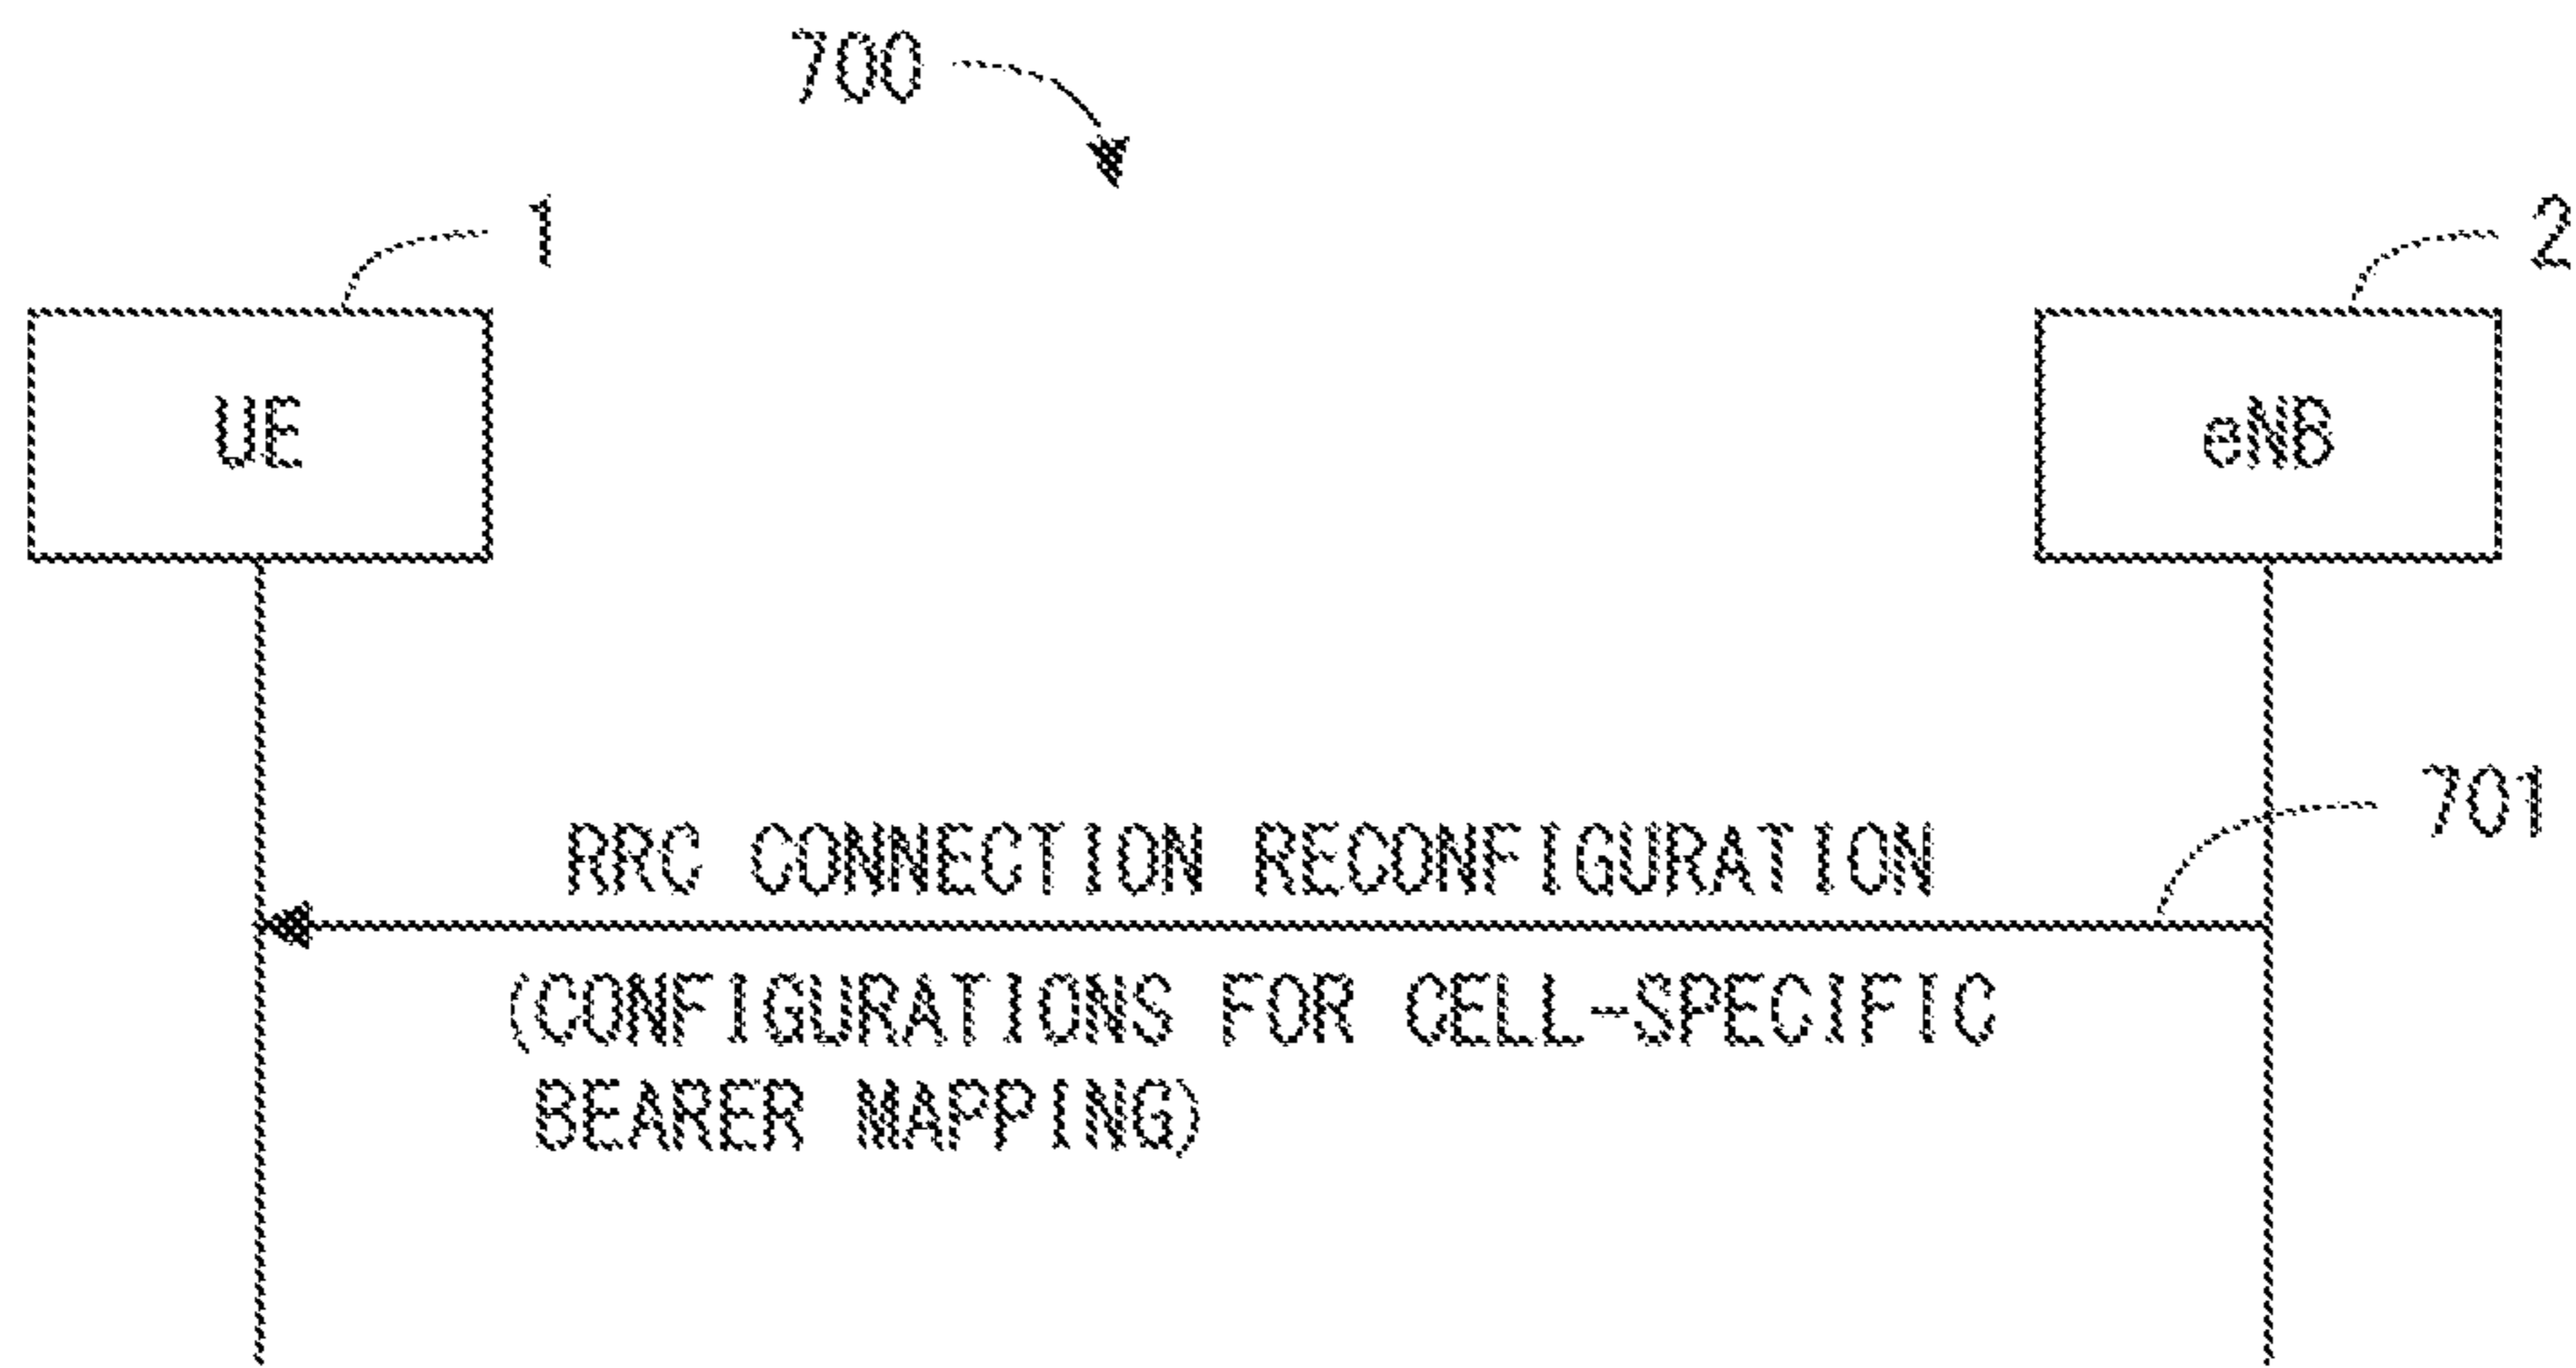 700
1
2
UE
eNB
701
RRC CONNECTION RECONFIGURATION
(CONFIGURATIONS FOR CELL-SPECIFIC
BEARER MAPPING)